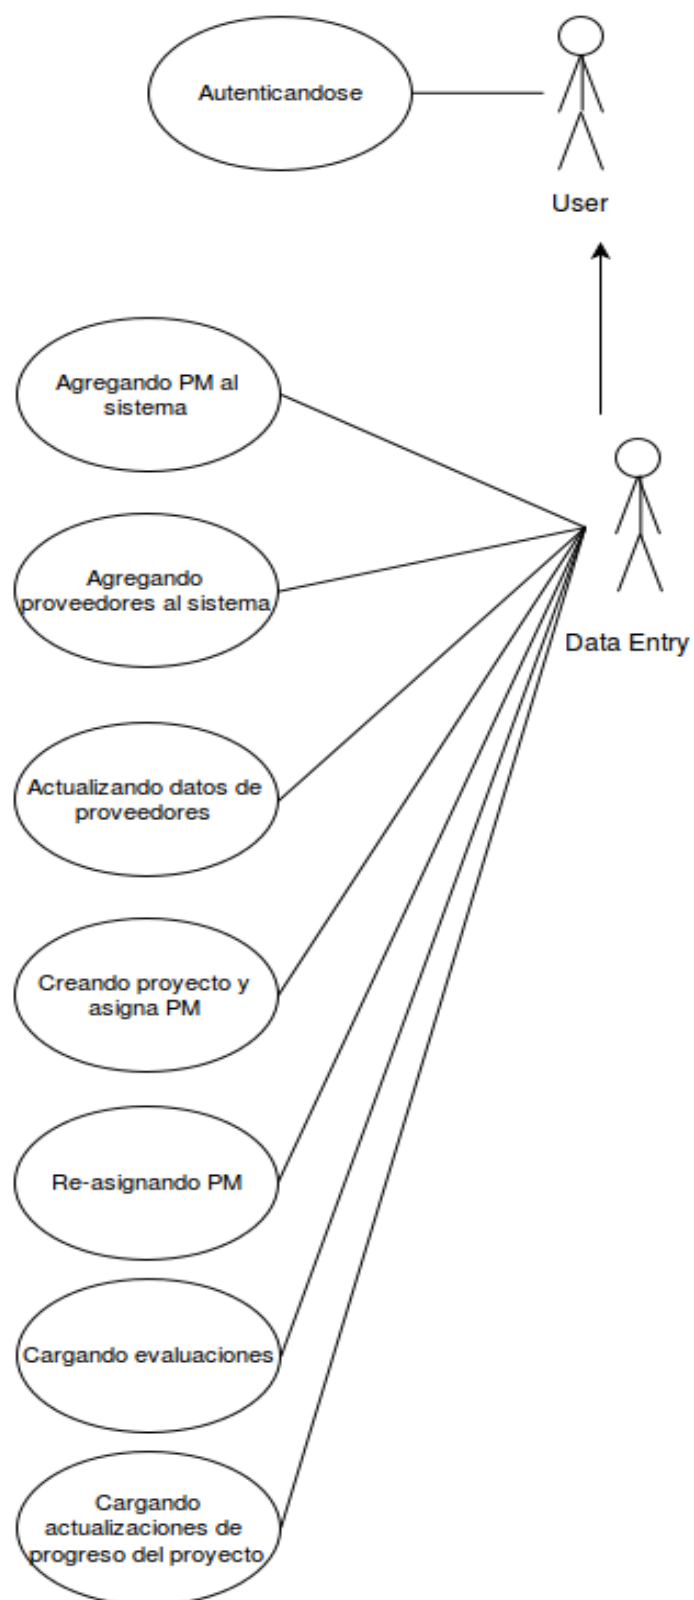 Autenticandose
User
Agregando PM al
sistema
Agregando
proveedores al sistema
Data Entry
Actualizando datos de
proveedores
Creando proyecto y
asigna PM
Re-asignando PM
Cargando evaluaciones
Cargando
actualizaciones de
progreso del proyecto